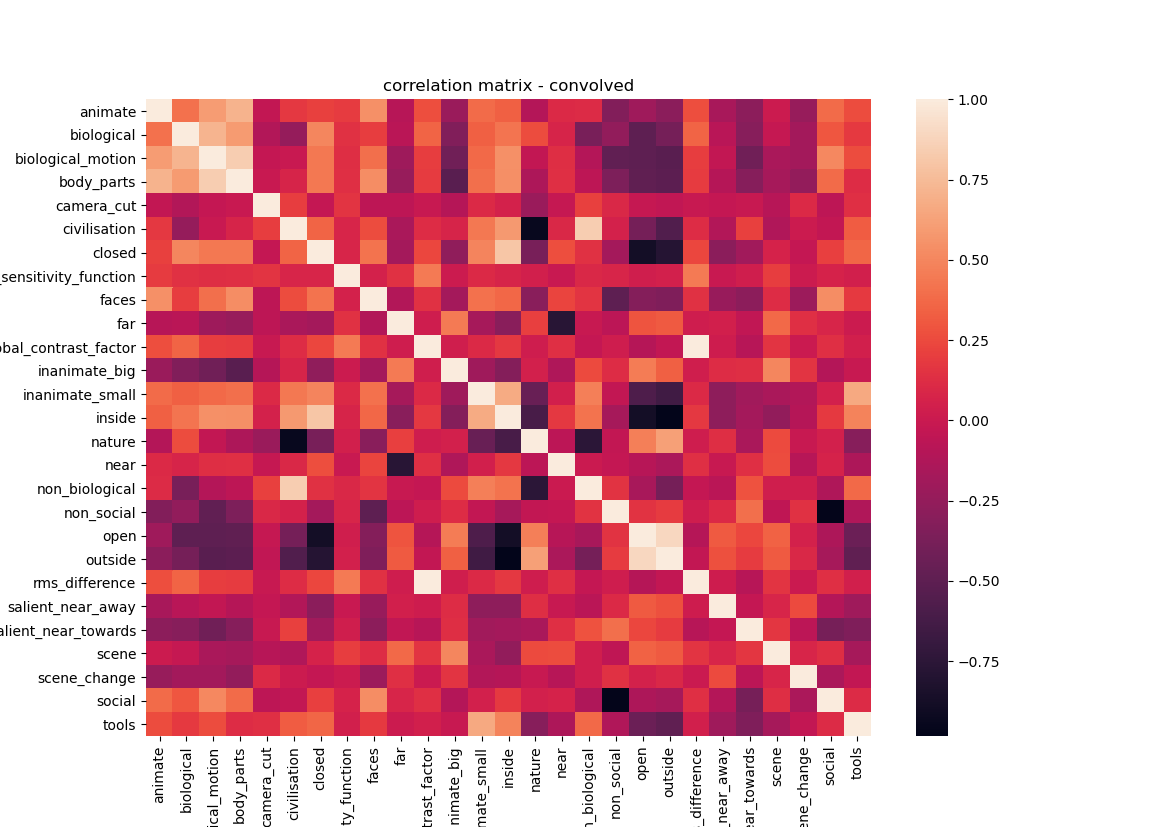 correlation matrix - convolved
animate
biological
biological_motion
body_parts
camera_cut
civilisation
closed
_sensitivity_function
faces
far
bal_contrast_factor
inanimate_big
inanimate_small
inside
nature
near
non_biological
non_social
open
outside
rms_difference
salient_near_away
alient_near_towards
scene
scene_change
social
tools
1.00
0.75
0.50
0.25
0.00
−0.25
−0.50
−0.75
animate
biological
ical_motion
body_parts
camera_cut
civilisation
closed
ty_function
faces
far
trast_factor
nimate_big
mate_small
inside
nature
near
n_biological
non_social
open
outside
_difference
_near_away
ear_towards
scene
ene_change
social
tools